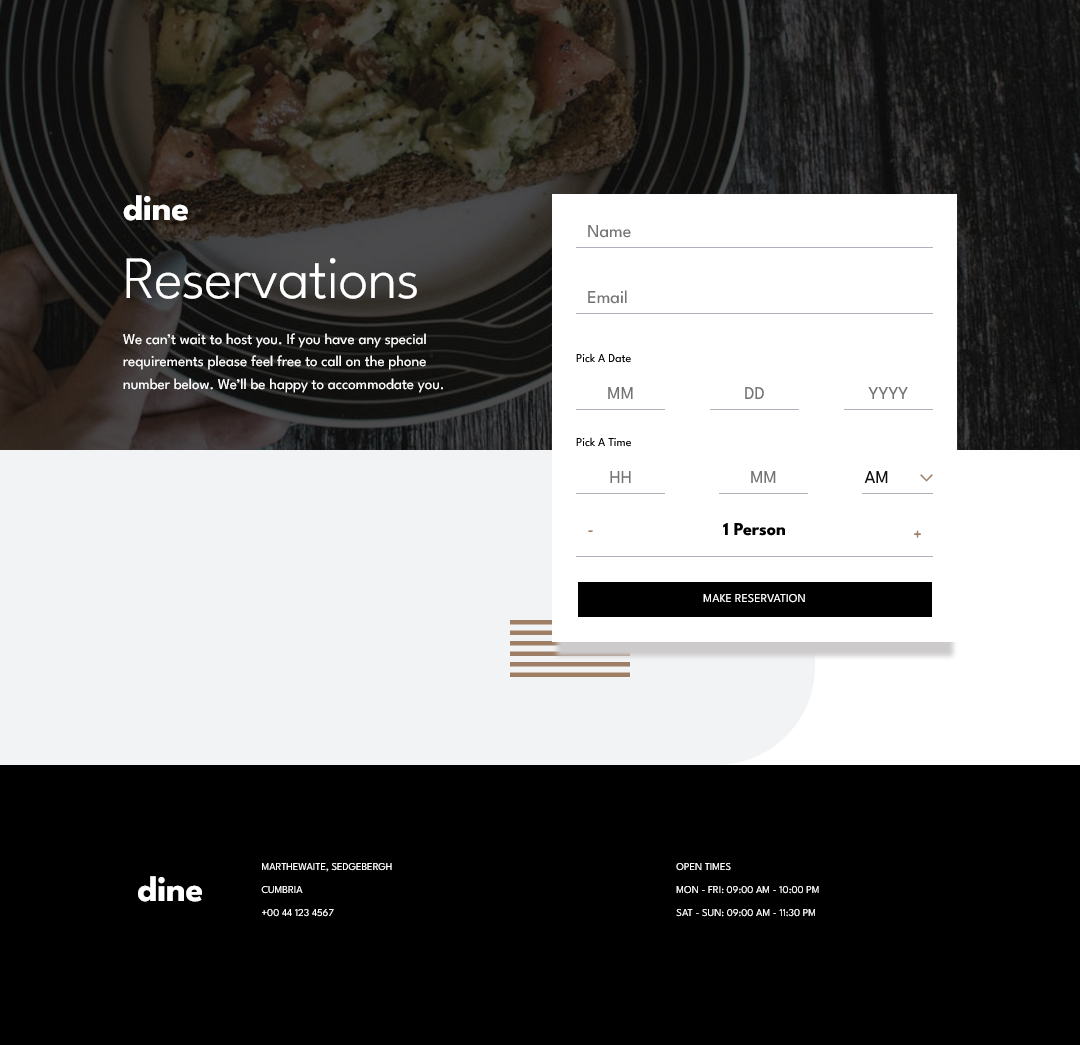 dine
Reservations
We can't wait to host you. If you have any special
requirements please feel free to call on the phone
number below. We'll be happy to accommodate you.
Name
Email
Pick A Date
MM DD YYYY
Pick A Time
HH MM AM
- 1 Person +
MAKE RESERVATION
dine
MARTHEWAITE, SEDGEBERGH
CUMBRIA
+00 44 123 4567
OPEN TIMES
MON - FRI: 09:00 AM - 10:00 PM
SAT - SUN: 09:00 AM - 11:30 PM